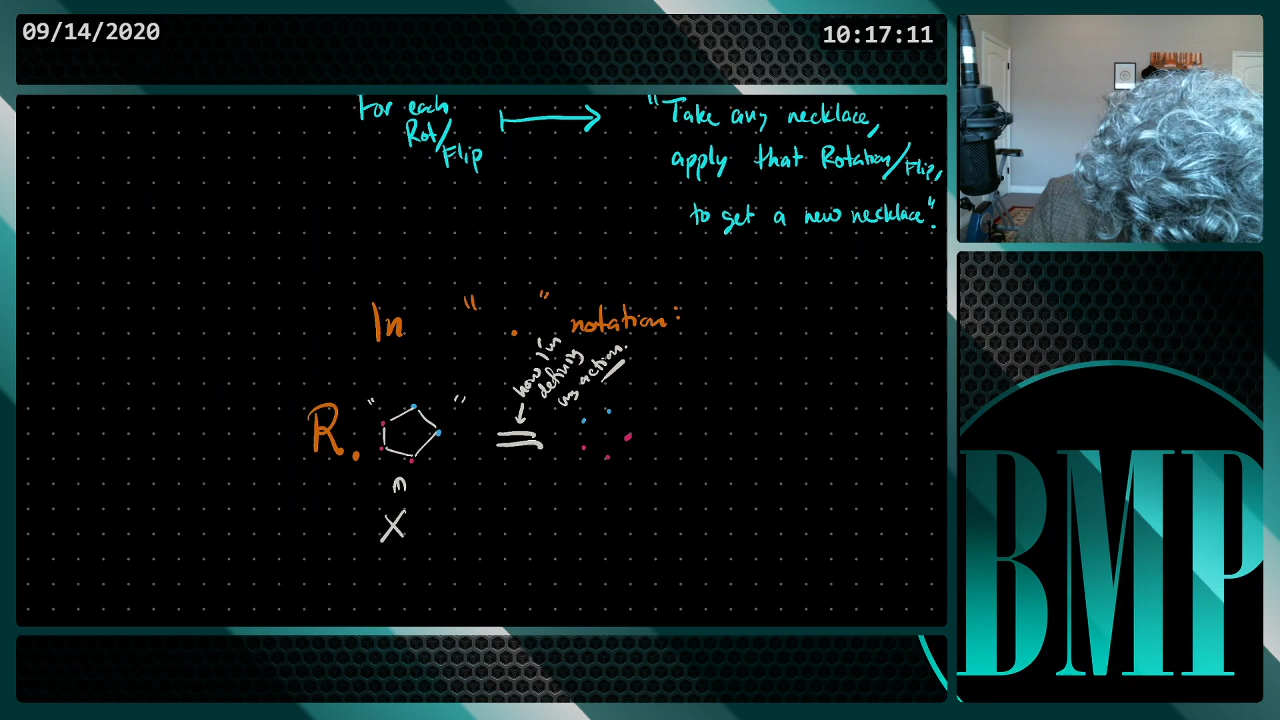 09/14/2020
10:17:11
For each
Rot/
Flip
"Take any necklace,
apply that Rotation/Flip,
to get a new necklace".
In " . " notation:
how I'm
defining
my action.
R.
" "
=
X
BMP